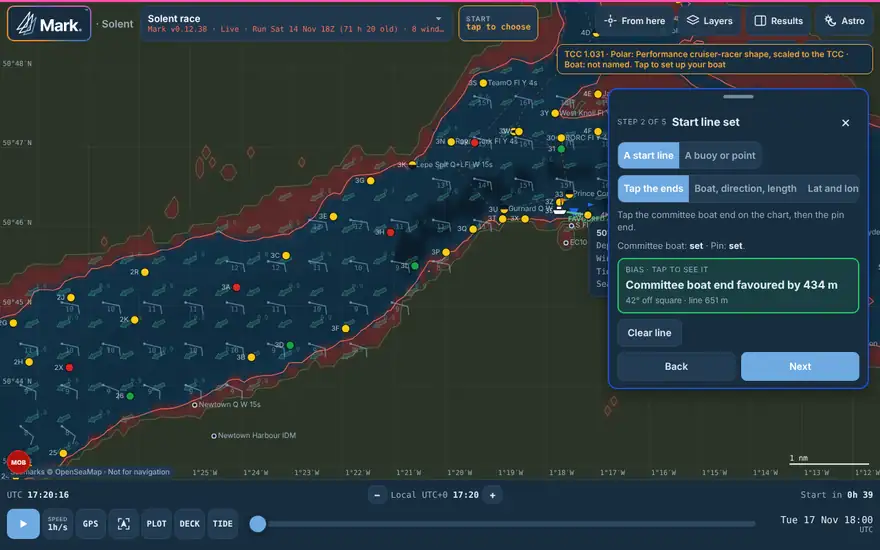 Mark.
· Solent
Solent race
Mark v0.12.38 · Live · Run Sat 14 Nov 18Z (71 h 20 old) · 8 wind…
START
tap to choose
From here
Layers
Results
Astro
TCC 1.031 · Polar: Performance cruiser-racer shape, scaled to the TCC ·
Boat: not named. Tap to set up your boat
STEP 2 OF 5
Start line set
×
A start line
A buoy or point
Tap the ends
Boat, direction, length
Lat and lon
Tap the committee boat end on the chart, then the pin
end.
Committee boat: set · Pin: set.
BIAS · TAP TO SEE IT
Committee boat end favoured by 434 m
42° off square · line 651 m
Clear line
Back
Next
50°48' N
50°47' N
50°46' N
50°45' N
50°44' N
3S
TeamO Fl Y 4s
4E
3Y
West Knoll Fl Y
3N
3K
Lepe Spit Q+LFl W 15s
3G
3E
3H
3Q
3U
Gurnard Q W
3T
3X
3P
3C
2R
3A
2J
2K
2G
3F
2H
2X
3B
3D
26
2S
4F
31
33
EC10
Newtown Q W 15s
Newtown Harbour IDM
MOB
© OpenSeaMap · Not for navigation
1°25' W
1°24' W
1°23' W
1°22' W
1°21' W
1°20' W
1°19' W
1°18' W
1°17' W
1°16' W
1°15' W
1°14' W
1°13' W
1°12' W
1 nm
UTC 17:20:16
−
Local UTC+0 17:20
+
Start in 0h 39
SPEED
1h/s
GPS
A
PLOT
DECK
TIDE
Tue 17 Nov 18:00
UTC